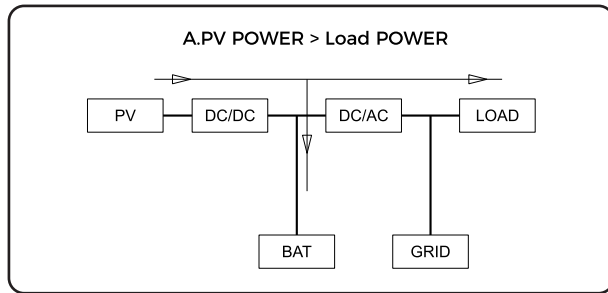 A.PV POWER > Load POWER
PV DC/DC DC/AC LOAD
BAT GRID